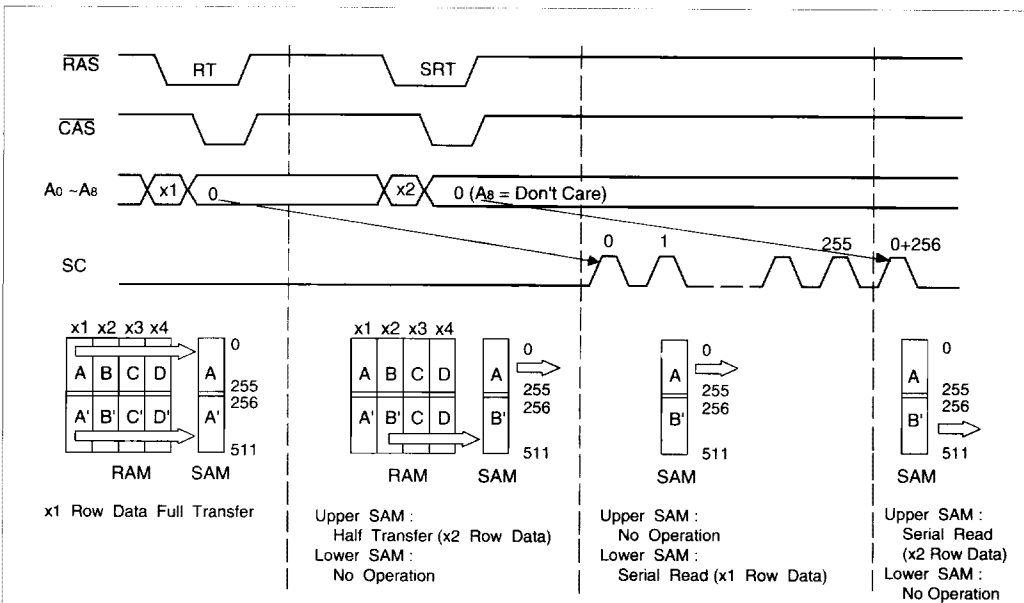 RAS RT SRT
CAS
A0 ~A8 x1 0 x2 0 (A8 = Don't Care)
0 1 255 0+256
SC
x1 x2 x3 x4
A B C D
A' B' C' D'
RAM
A
A'
0
255
256
511
SAM
x1 Row Data Full Transfer
x1 x2 x3 x4
A B C D
A' B' C' D'
RAM
A
B'
0
255
256
511
SAM
Upper SAM :
Half Transfer (x2 Row Data)
Lower SAM :
No Operation
A
B'
0
255
256
511
SAM
Upper SAM :
No Operation
Lower SAM :
Serial Read (x1 Row Data)
A
B'
0
255
256
511
SAM
Upper SAM :
Serial Read
(x2 Row Data)
Lower SAM :
No Operation